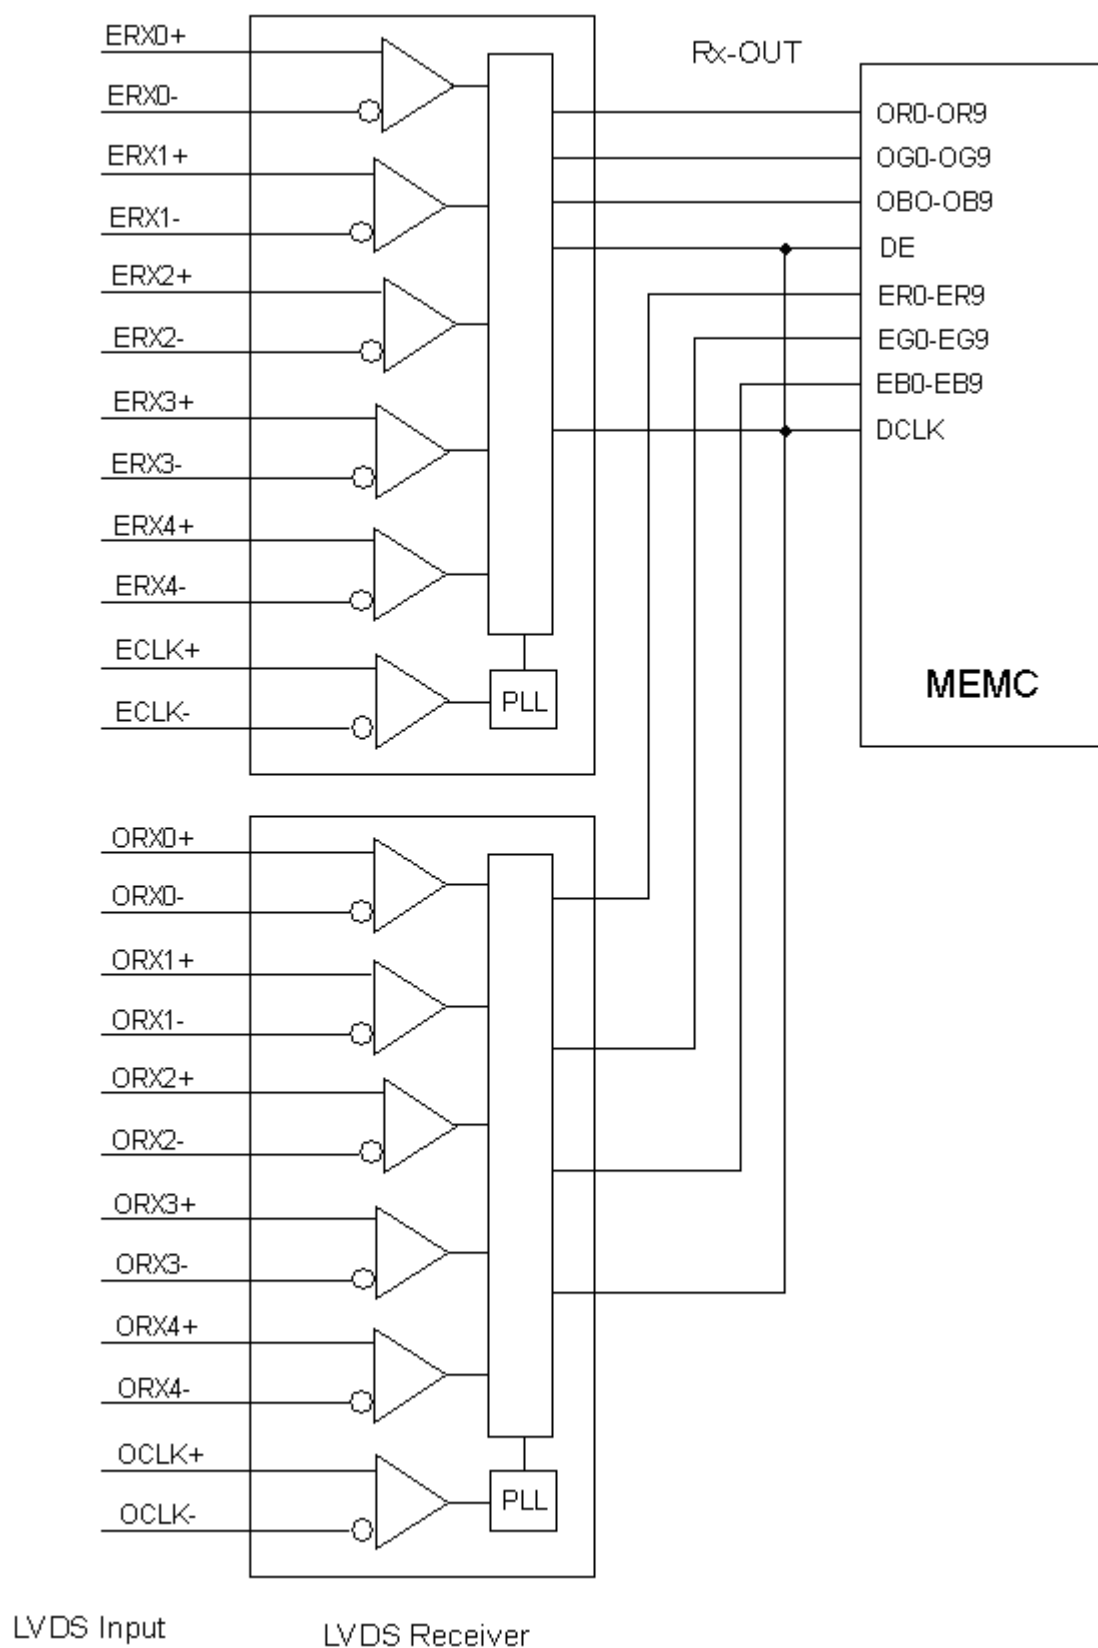 ERX0+
Rx-OUT
ERX0-
OR0-OR9
ERX1+
OG0-OG9
OBO-OB9
ERX1-
DE
ERX2+
ER0-ER9
ERX2-
EG0-EG9
EB0-EB9
ERX3+
DCLK
ERX3-
ERX4+
ERX4-
ECLK+
MEMC
PLL
ECLK-
ORX0+
ORX0-
ORX1+
ORX1-
ORX2+
ORX2-
ORX3+
ORX3-
ORX4+
ORX4-
OCLK+
PLL
OCLK-
LVDS Input
LVDS Receiver